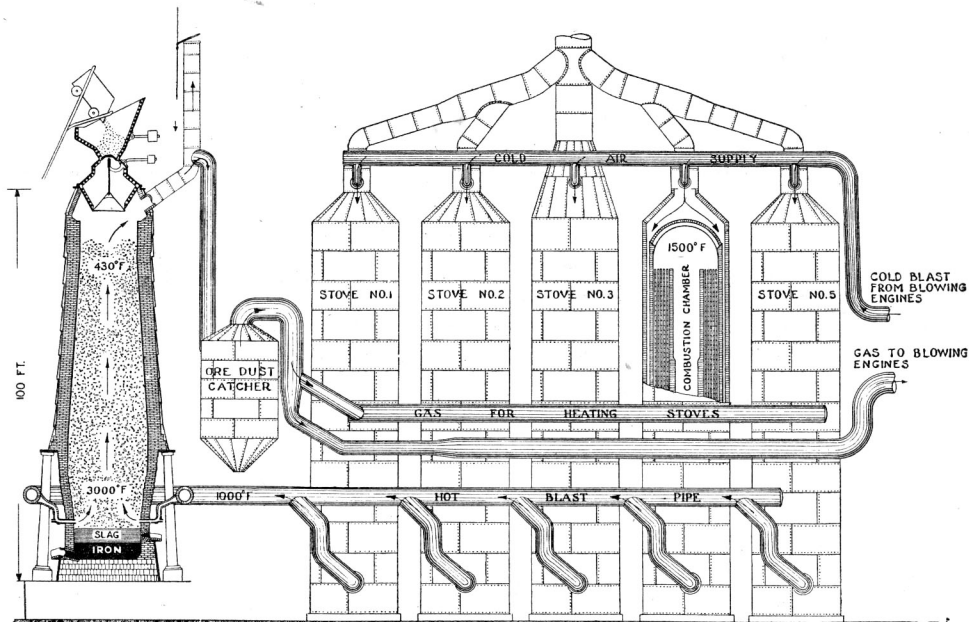 COLD AIR SUPPLY
430°F
1500°F
COLD BLAST
FROM BLOWING
ENGINES
STOVE NO.1
STOVE NO.2
STOVE NO.3
COMBUSTION CHAMBER
STOVE NO.5
GAS TO BLOWING
ENGINES
ORE DUST
CATCHER
100 FT.
GAS FOR HEATING STOVES
3000°F
1000°F HOT BLAST PIPE
SLAG
IRON